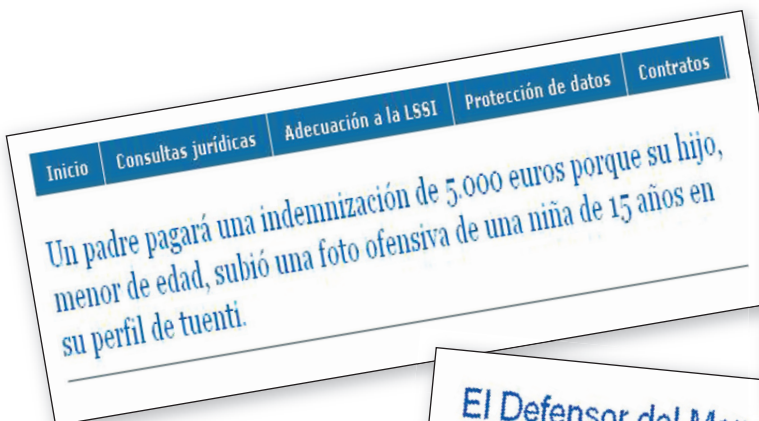 Inicio Consultas jurídicas Adecuación a la LSSI Protección de datos Contratos
Un padre pagará una indemnización de 5.000 euros porque su hijo,
menor de edad, subió una foto ofensiva de una niña de 15 años en
su perfil de tuenti.
El Defensor del